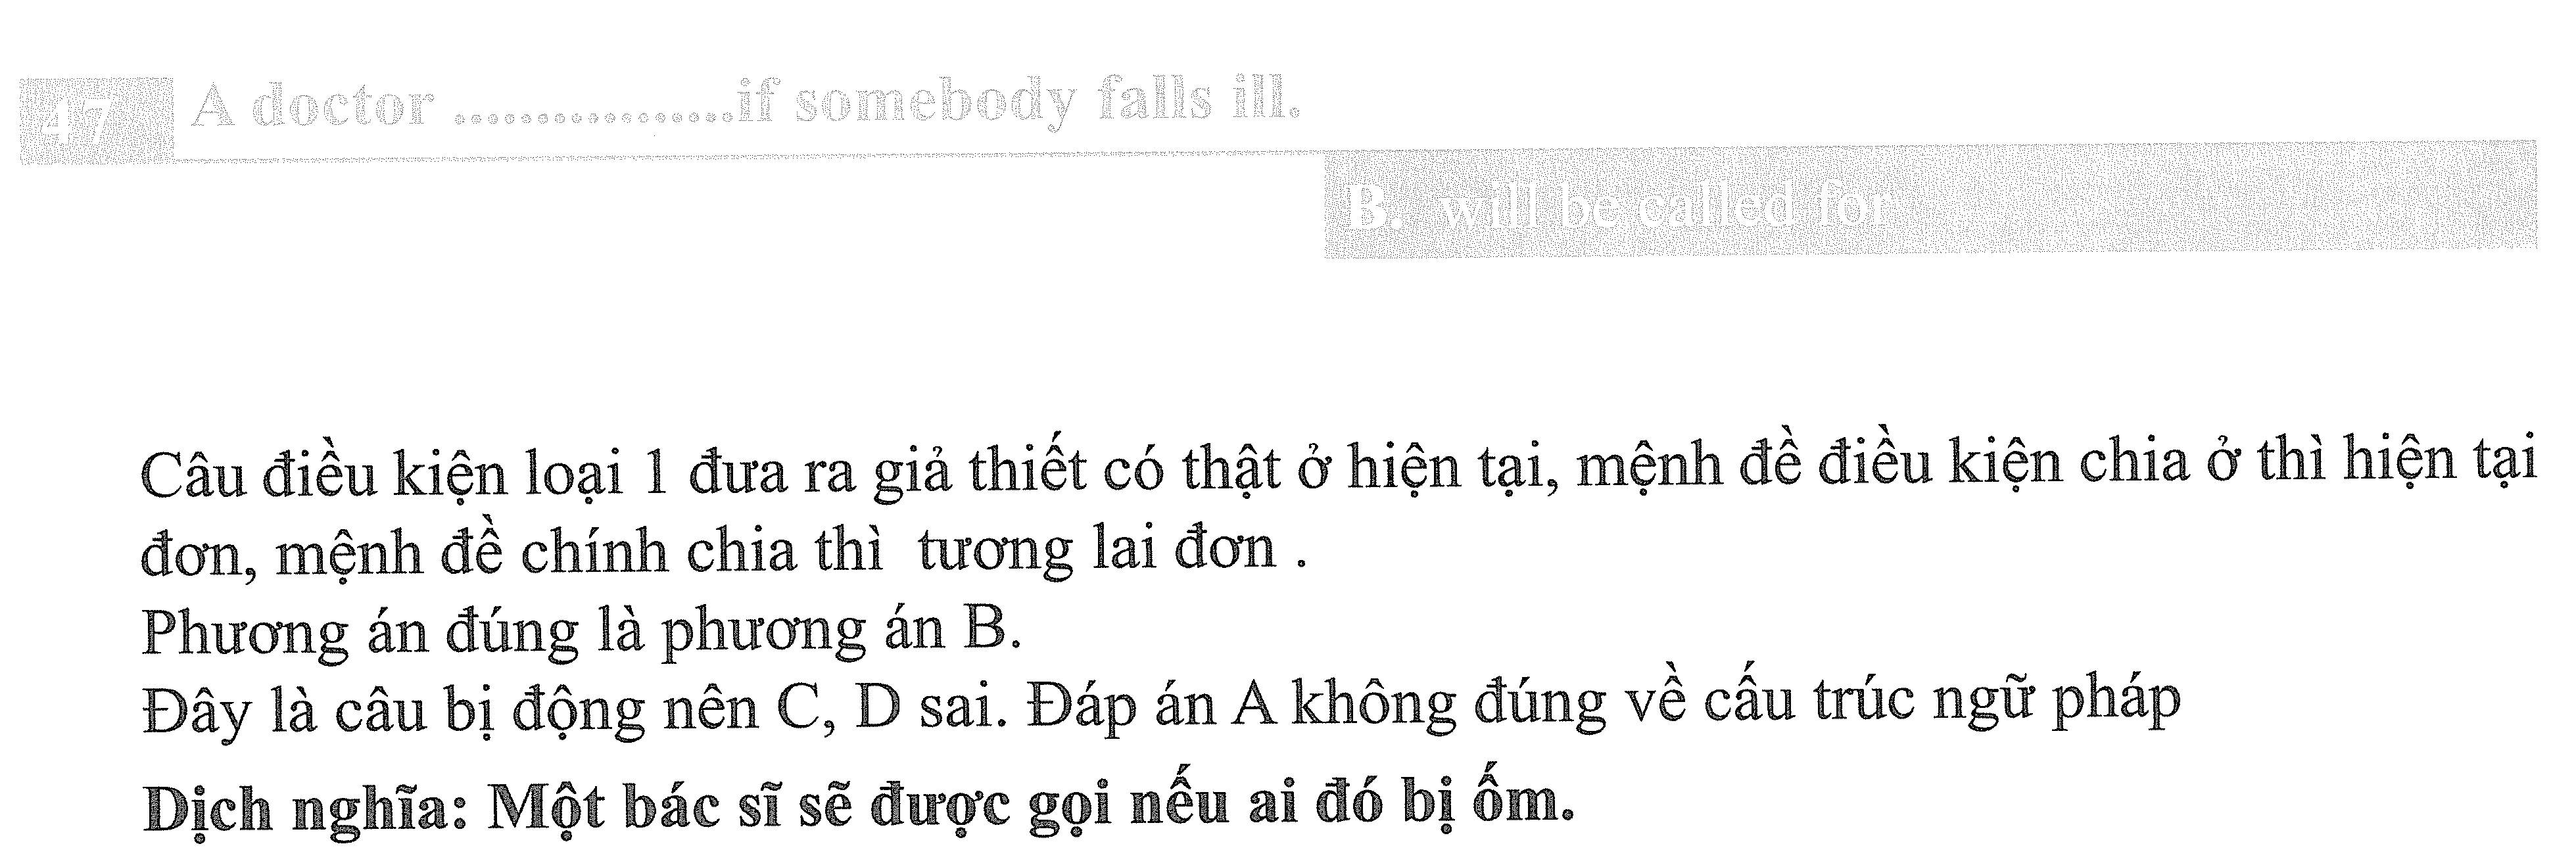 47 A doctor .................if somebody falls ill.
B. will be called for
Câu điều kiện loại 1 đưa ra giả thiết có thật ở hiện tại, mệnh đề điều kiện chia ở thì hiện tại
đơn, mệnh đề chính chia thì tương lai đơn .
Phương án đúng là phương án B.
Đây là câu bị động nên C, D sai. Đáp án A không đúng về cấu trúc ngữ pháp
Dịch nghĩa: Một bác sĩ sẽ được gọi nếu ai đó bị ốm.